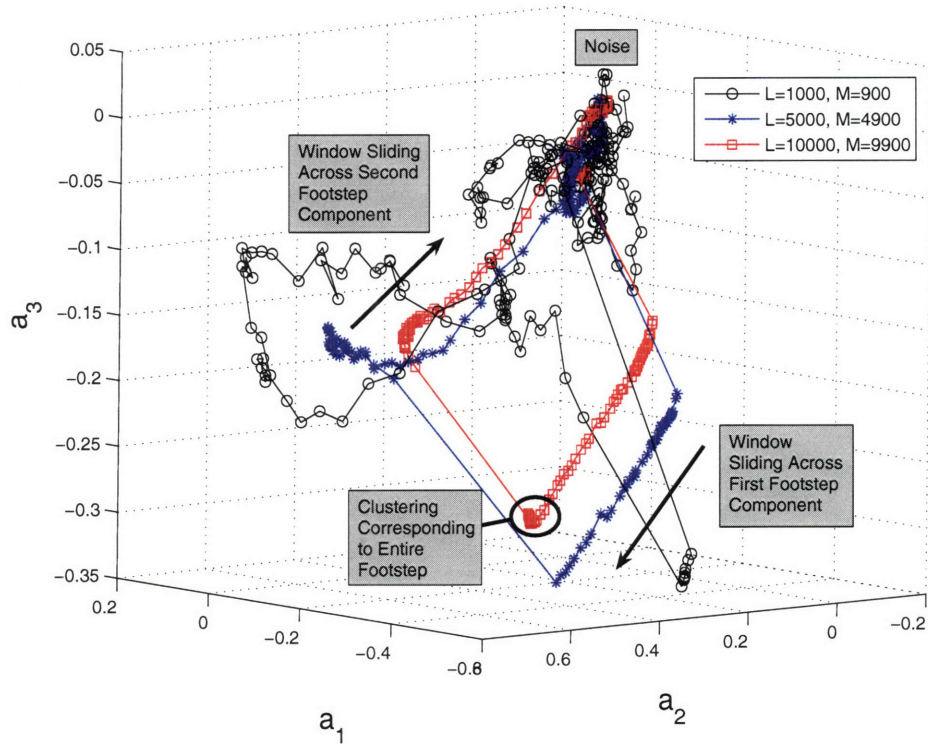 0.05
0
−0.05
−0.1
−0.15
−0.2
−0.25
−0.3
−0.35
a3
Noise
L=1000, M=900
L=5000, M=4900
L=10000, M=9900
Window Sliding
Across Second
Footstep
Component
Window
Sliding Across
First Footstep
Component
Clustering
Corresponding
to Entire
Footstep
0.2
0
−0.2
−0.4
0.6
0.4
0.2
0
−0.2
a1
a2